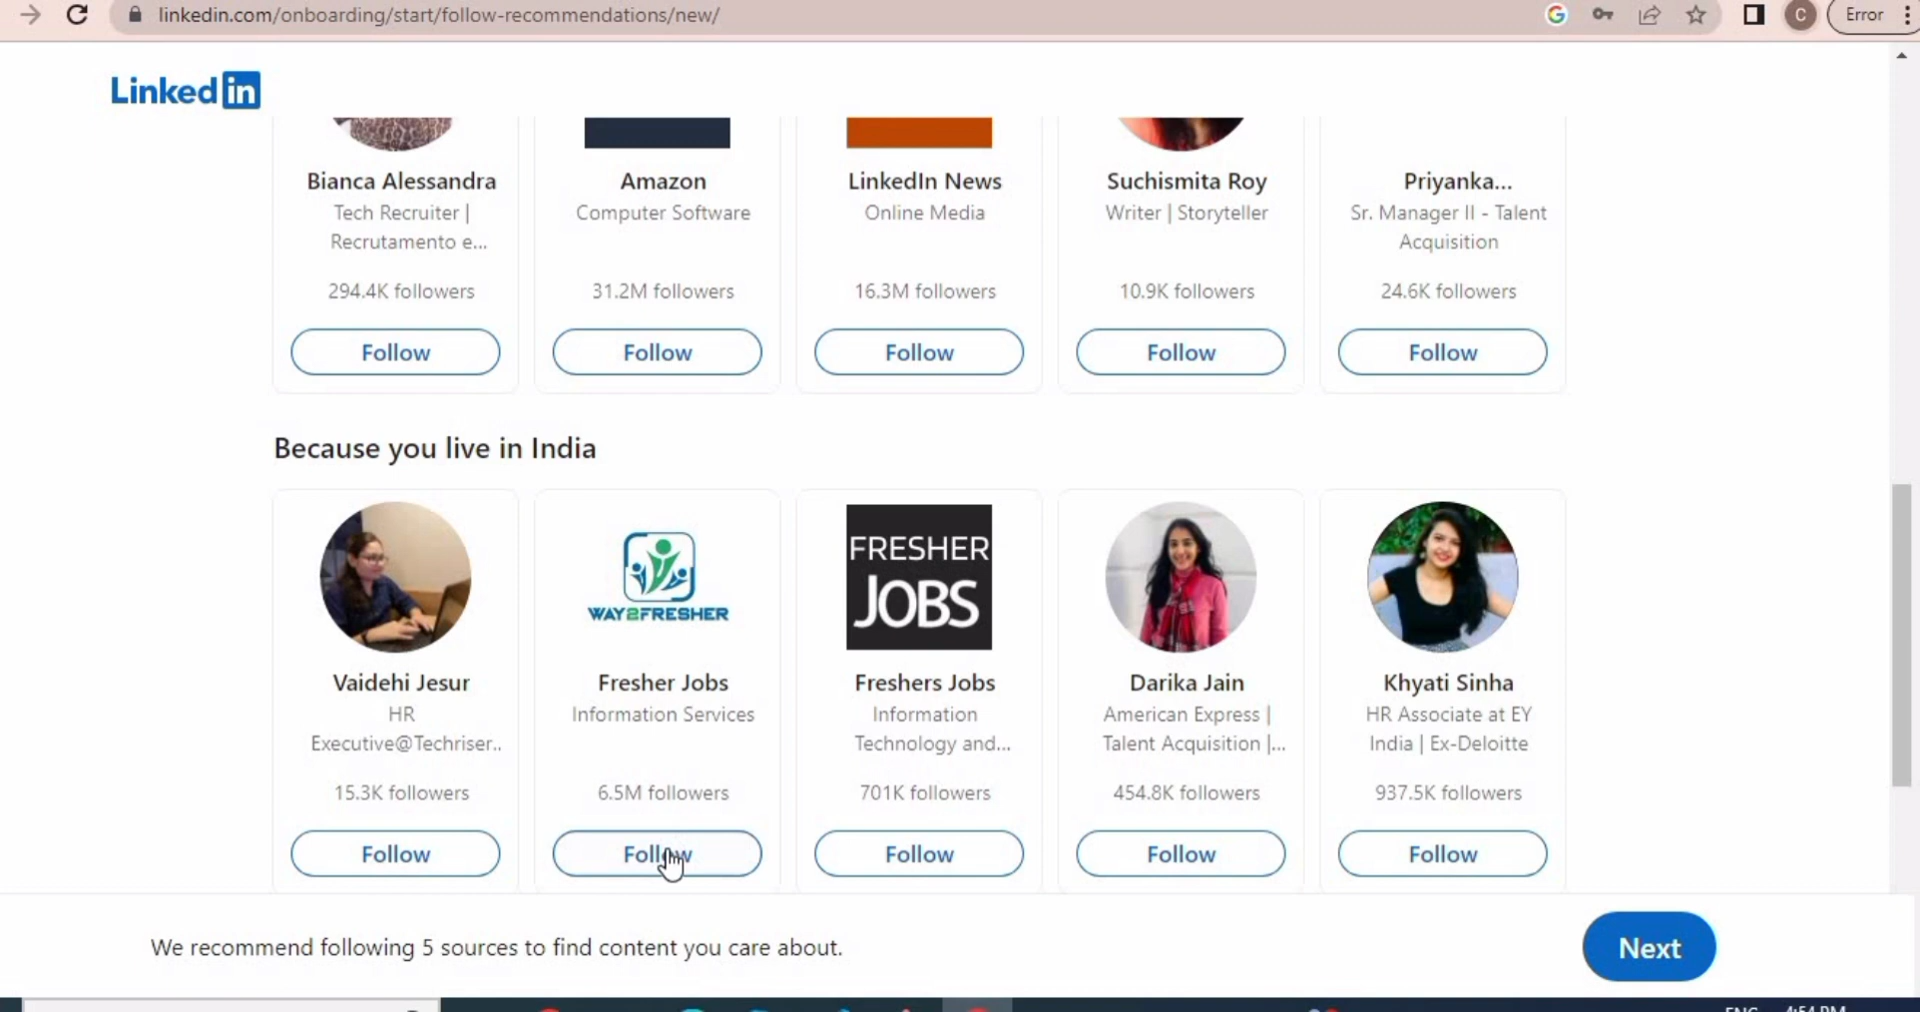 linkedin.com/onboarding/start/follow-recommendations/new/
C
Error
Linked in
Bianca Alessandra
Tech Recruiter |
Recrutamento e...
294.4K followers
Follow
Amazon
Computer Software
31.2M followers
Follow
LinkedIn News
Online Media
16.3M followers
Follow
Suchismita Roy
Writer | Storyteller
10.9K followers
Follow
Priyanka...
Sr. Manager II - Talent
Acquisition
24.6K followers
Follow
Because you live in India
Vaidehi Jesur
HR
Executive@Techriser..
15.3K followers
Follow
WAY2FRESHER
Fresher Jobs
Information Services
6.5M followers
Follow
FRESHER
JOBS
Freshers Jobs
Information
Technology and...
701K followers
Follow
Darika Jain
American Express |
Talent Acquisition |...
454.8K followers
Follow
Khyati Sinha
HR Associate at EY
India | Ex-Deloitte
937.5K followers
Follow
We recommend following 5 sources to find content you care about.
Next
ENG
4:54 PM